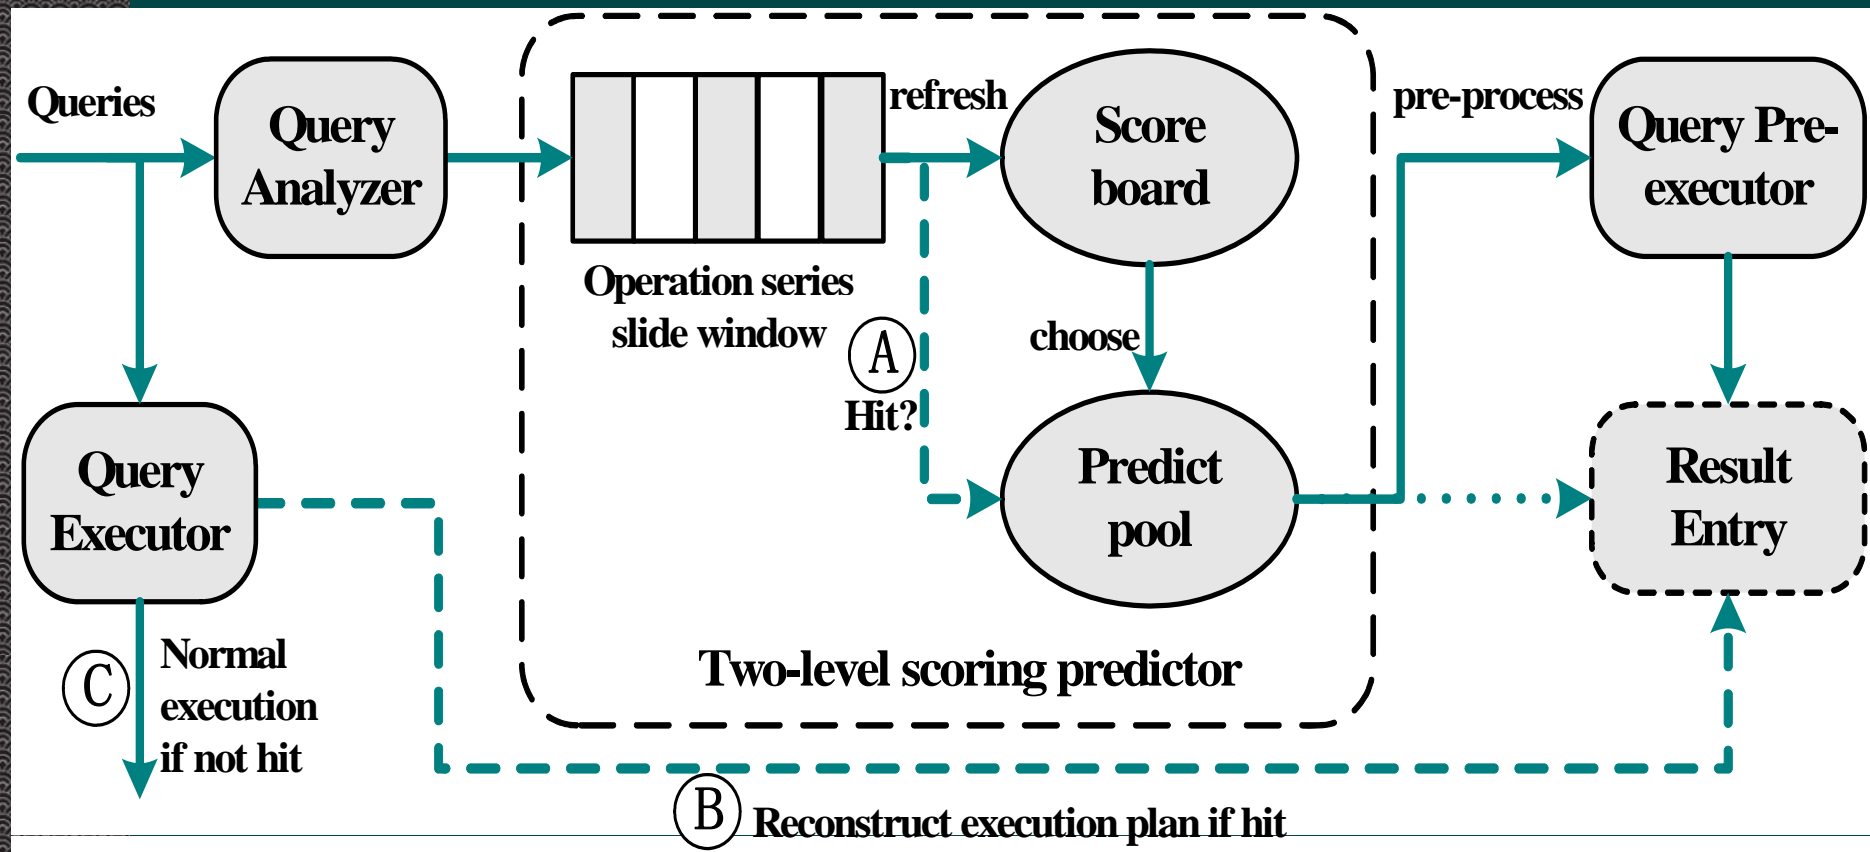 Queries
Query
Analyzer
refresh
Score
board
pre-process
Query Pre-
executor
Operation series
slide window
A
Hit?
choose
Query
Executor
Predict
pool
Result
Entry
C
Normal
execution
if not hit
Two-level scoring predictor
B
Reconstruct execution plan if hit